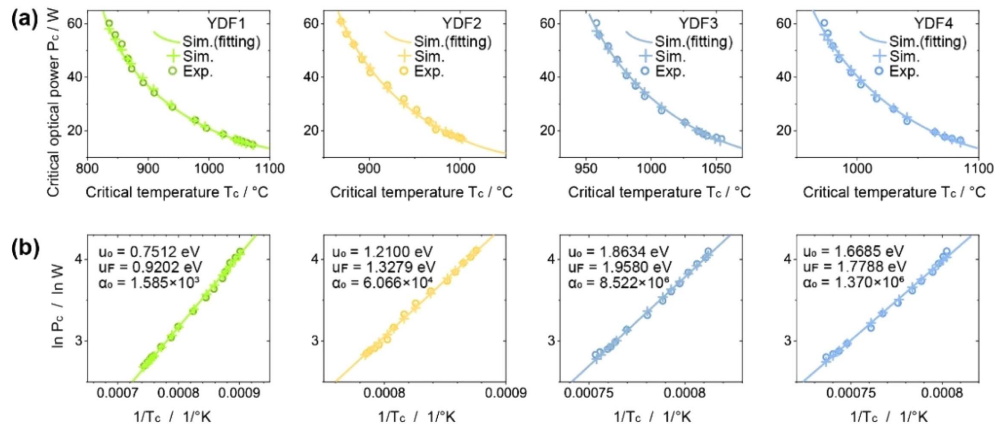 (a)
Critical optical power Pc / W
60
40
20
YDF1
Sim.(fitting)
Sim.
Exp.
800
900
1000
1100
Critical temperature Tc / °C
60
40
20
YDF2
Sim.(fitting)
Sim.
Exp.
900
1000
Critical temperature Tc / °C
60
40
20
YDF3
Sim.(fitting)
Sim.
Exp.
950
1000
1050
Critical temperature Tc / °C
60
40
20
YDF4
Sim.(fitting)
Sim.
Exp.
1000
1100
Critical temperature Tc / °C
(b)
ln Pc / ln W
4
3
u₀ = 0.7512 eV
uF = 0.9202 eV
α₀ = 1.585×10³
0.0007
0.0008
0.0009
1/Tc / 1/°K
4
3
u₀ = 1.2100 eV
uF = 1.3279 eV
α₀ = 6.066×10⁴
0.0008
0.0009
1/Tc / 1/°K
4
3
u₀ = 1.8634 eV
uF = 1.9580 eV
α₀ = 8.522×10⁶
0.00075
0.0008
1/Tc / 1/°K
4
3
u₀ = 1.6685 eV
uF = 1.7788 eV
α₀ = 1.370×10⁶
0.00075
0.0008
1/Tc / 1/°K